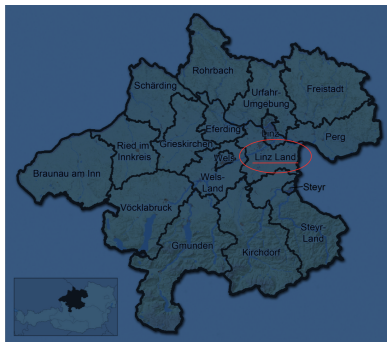 Rohrbach
Schärding
Urfahr-
Umgebung
Freistadt
Eferding
Linz
Perg
Grieskirchen
Ried im
Innkreis
Wels
Linz Land
Braunau am Inn
Wels-
Land
Steyr
Vöcklabruck
Steyr-
Land
Gmunden
Kirchdorf